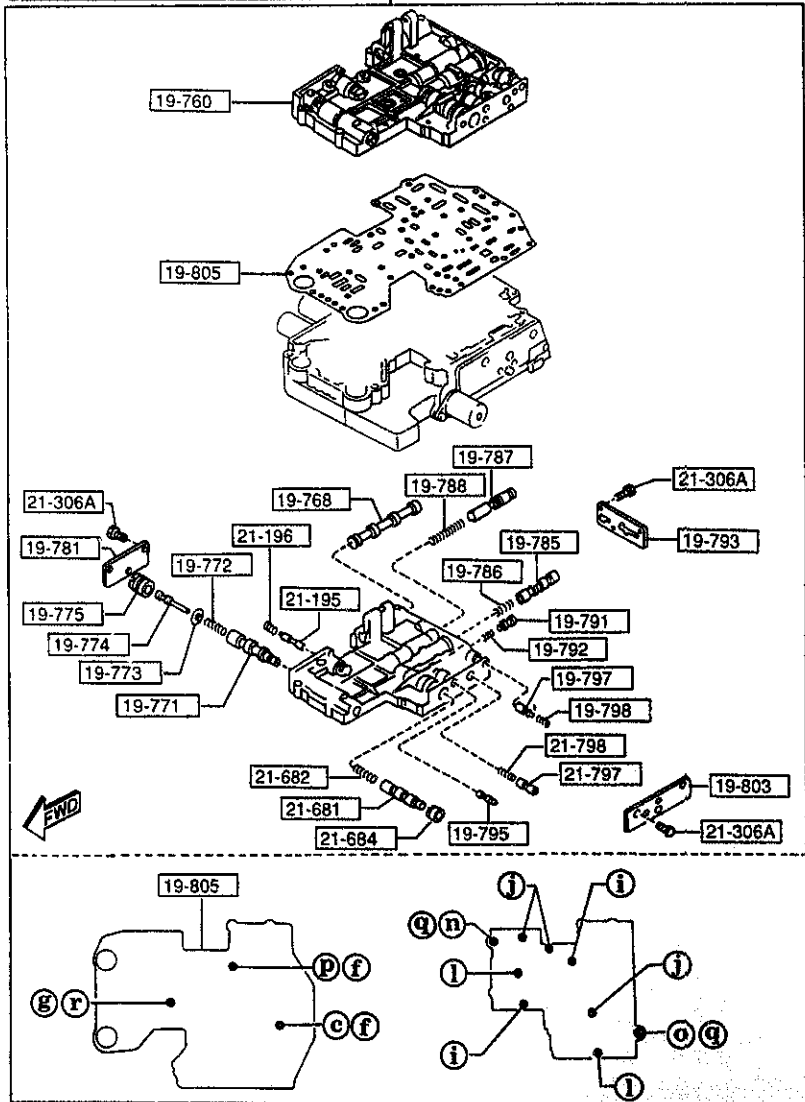 19-760
19-805
19-787
19-788
19-768
21-306A
21-306A
21-196
19-781
19-793
19-785
19-772
19-786
21-195
19-775
19-791
19-774
19-792
19-773
19-797
19-771
19-798
21-798
21-682
21-797
19-803
FWD
21-681
21-684
19-795
21-306A
19-805
j
i
q n
p f
l
j
g r
c f
i
o q
l